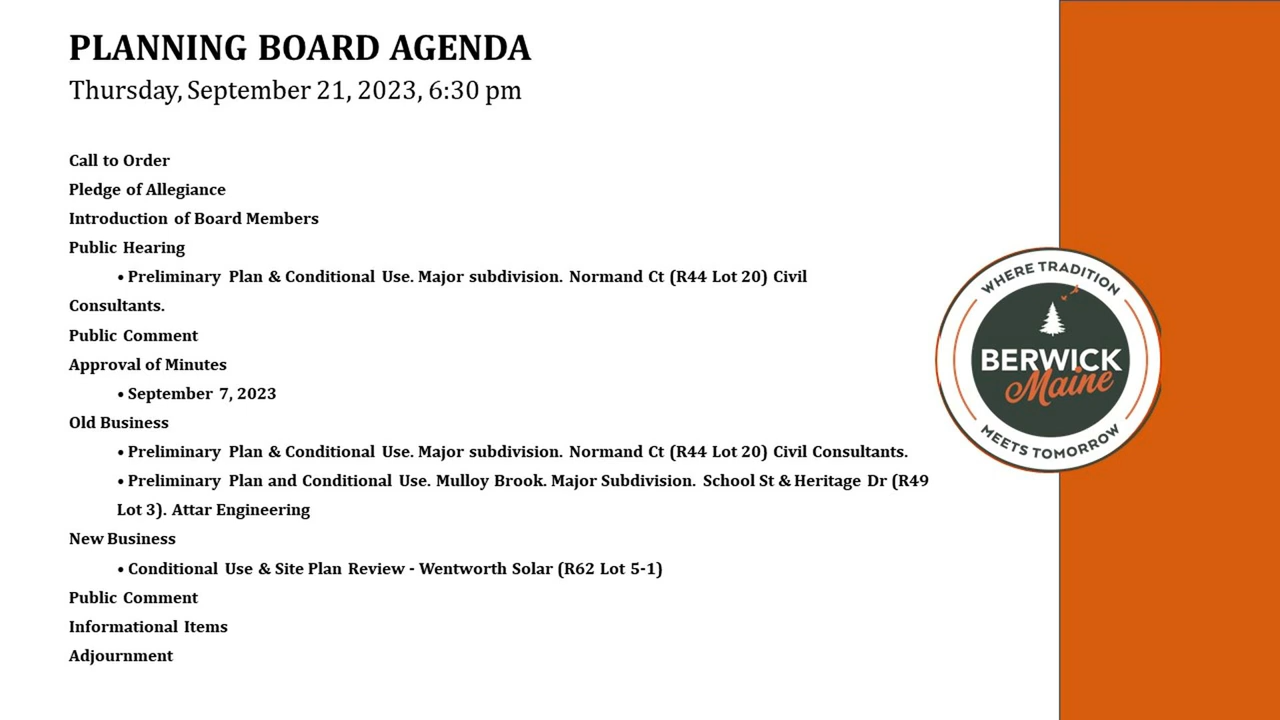 PLANNING BOARD AGENDA
Thursday, September 21, 2023, 6:30 pm
Call to Order
Pledge of Allegiance
Introduction of Board Members
Public Hearing
• Preliminary Plan & Conditional Use. Major subdivision. Normand Ct (R44 Lot 20) Civil
Consultants.
Public Comment
Approval of Minutes
• September 7, 2023
Old Business
• Preliminary Plan & Conditional Use. Major subdivision. Normand Ct (R44 Lot 20) Civil Consultants.
• Preliminary Plan and Conditional Use. Mulloy Brook. Major Subdivision. School St & Heritage Dr (R49
Lot 3). Attar Engineering
New Business
• Conditional Use & Site Plan Review - Wentworth Solar (R62 Lot 5-1)
Public Comment
Informational Items
Adjournment
WHERE TRADITION
BERWICK
Maine
MEETS TOMORROW